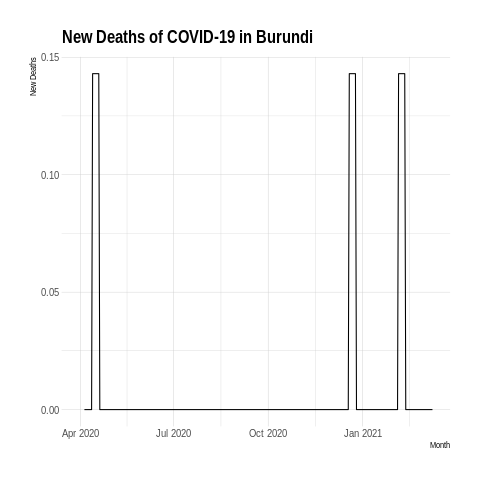 New Deaths of COVID-19 in Burundi
New Deaths
0.15
0.10
0.05
0.00
Apr 2020 Jul 2020 Oct 2020 Jan 2021
Month